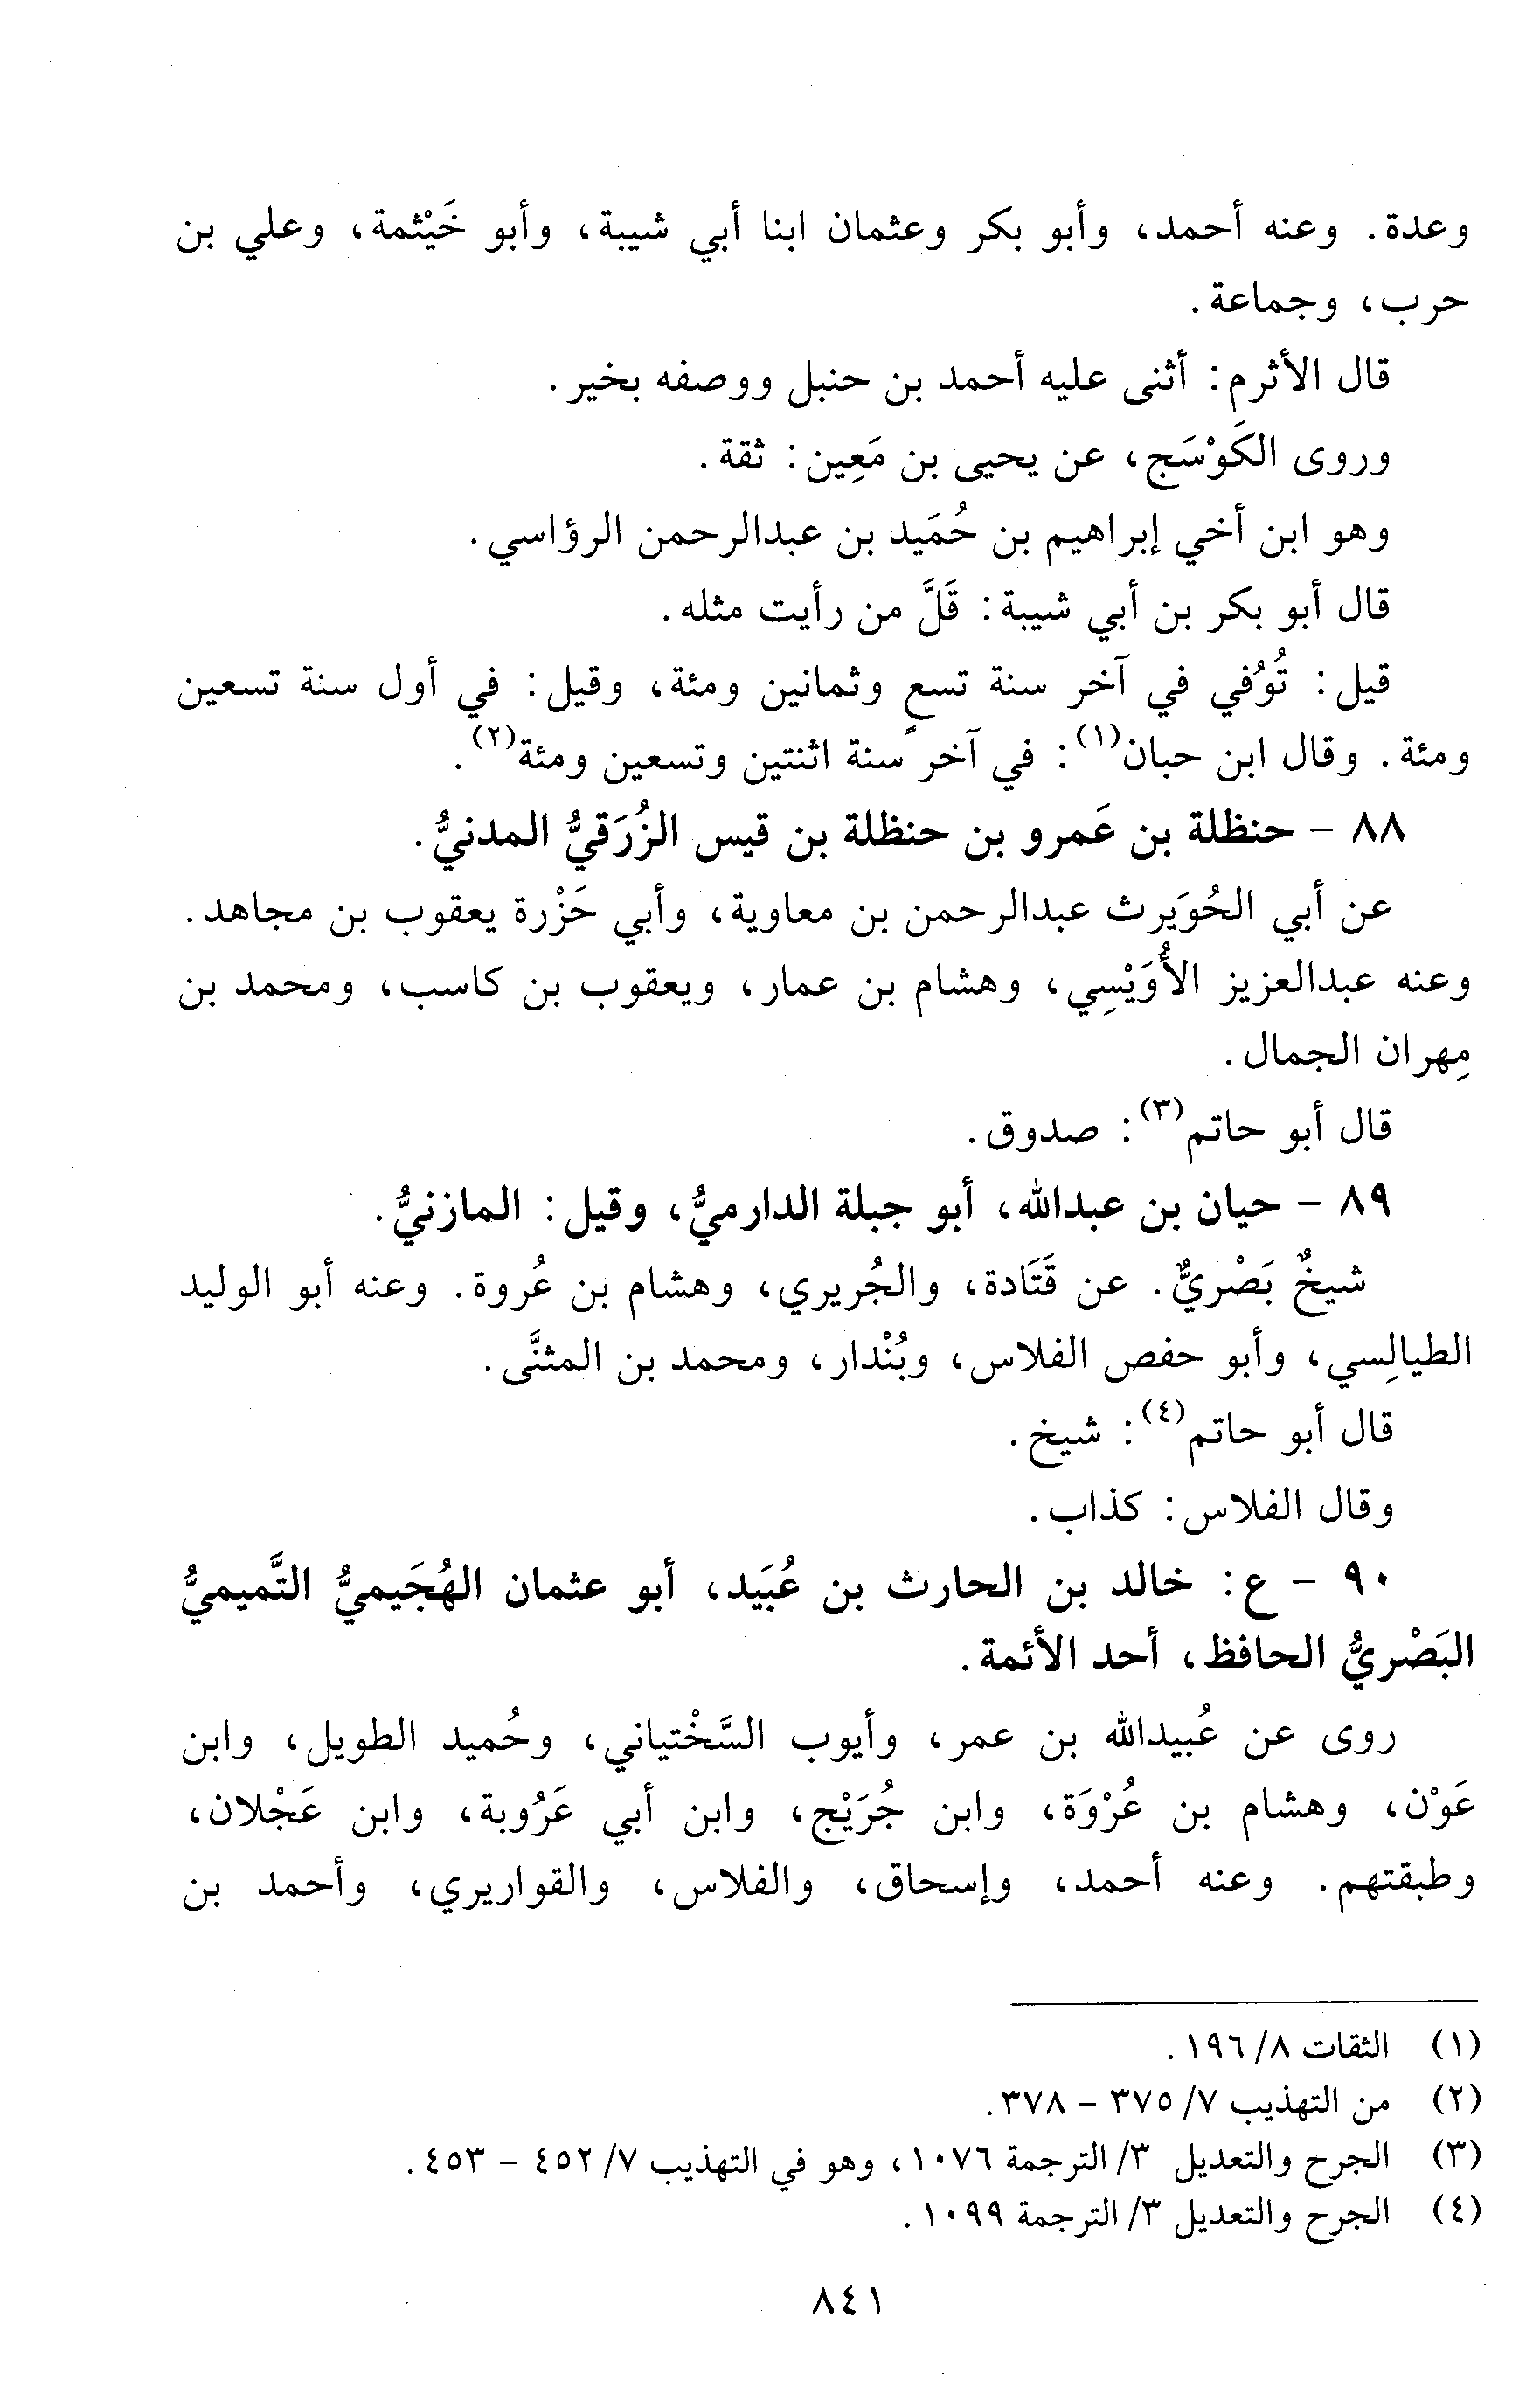 وعدة. وعنه أحمد، وأبو بكر وعثمان ابنا أبي شيبة، وأبو خَيْثمة، وعلي بن
حرب، وجماعة.
قال الأثرم: أثنى عليه أحمد بن حنبل ووصفه بخير.
وروى الكَوْسَج، عن يحيى بن مَعِين: ثقة.
وهو ابن أخي إبراهيم بن حُمَيد بن عبدالرحمن الرؤاسي.
قال أبو بكر بن أبي شيبة: قَلَّ من رأيت مثله.
قيل: تُوُفي في آخر سنة تسعٍ وثمانين ومئة، وقيل: في أول سنة تسعين
ومئة. وقال ابن حبان(١): في آخر سنة اثنتين وتسعين ومئة(٢).
٨٨ - حنظلة بن عَمرو بن حنظلة بن قيس الزُرَقيُّ المدنيُّ.
عن أبي الحُوَيرث عبدالرحمن بن معاوية، وأبي حَزْرة يعقوب بن مجاهد.
وعنه عبدالعزيز الأُوَيْسِي، وهشام بن عمار، ويعقوب بن كاسب، ومحمد بن
مِهران الجمال.
قال أبو حاتم(٣): صدوق.
٨٩ - حيان بن عبدالله، أبو جبلة الدارميُّ، وقيل: المازنيُّ.
شيخٌ بَصْريٌّ. عن قَتَادة، والجُريري، وهشام بن عُروة. وعنه أبو الوليد
الطيالِسي، وأبو حفص الفلاس، وبُنْدار، ومحمد بن المثنَّى.
قال أبو حاتم(٤): شيخ.
وقال الفلاس: كذاب.
٩٠ - ع: خالد بن الحارث بن عُبَيد، أبو عثمان الهُجَيميُّ التَّميميُّ
البَصْريُّ الحافظ، أحد الأئمة.
روى عن عُبيدالله بن عمر، وأيوب السَّخْتياني، وحُميد الطويل، وابن
عَوْن، وهشام بن عُرْوَة، وابن جُرَيْج، وابن أبي عَرُوبة، وابن عَجْلان،
وطبقتهم. وعنه أحمد، وإسحاق، والفلاس، والقواريري، وأحمد بن
(١) الثقات ٨/ ١٩٦.
(٢) من التهذيب ٧/ ٣٧٥ - ٣٧٨.
(٣) الجرح والتعديل ٣/ الترجمة ١٠٧٦، وهو في التهذيب ٧/ ٤٥٢ - ٤٥٣.
(٤) الجرح والتعديل ٣/ الترجمة ١٠٩٩.
٨٤١